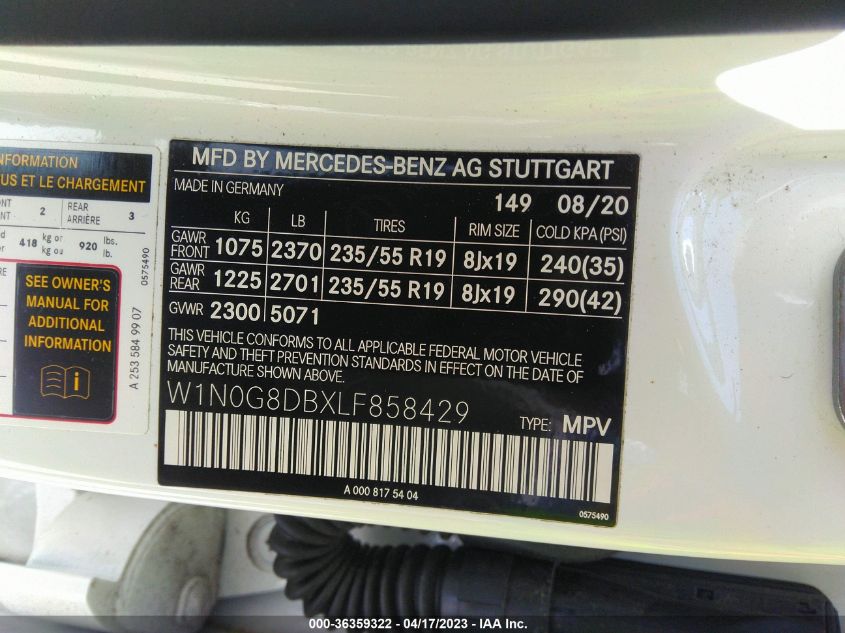 NFORMATION
TUS ET LE CHARGEMENT
2
REAR
ARRIÈRE
3
418 kg or
kg ou
920 lbs.
lb.
0575490
SEE OWNER'S
MANUAL FOR
ADDITIONAL
INFORMATION
A 253 584 99 07
MFD BY MERCEDES-BENZ AG STUTTGART
MADE IN GERMANY
149 08/20
KG LB TIRES RIM SIZE COLD KPA(PSI)
GAWR
FRONT 1075 2370 235/55 R19 8Jx19 240(35)
GAWR
REAR 1225 2701 235/55 R19 8Jx19 290(42)
GVWR 2300 5071
THIS VEHICLE CONFORMS TO ALL APPLICABLE FEDERAL MOTOR VEHICLE
SAFETY AND THEFT PREVENTION STANDARDS IN EFFECT ON THE DATE OF
MANUFACTURE SHOWN ABOVE.
W1N0G8DBXLF858429
TYPE: MPV
A 000 817 54 04
0575490
000-36359322 - 04/17/2023 - IAA Inc.